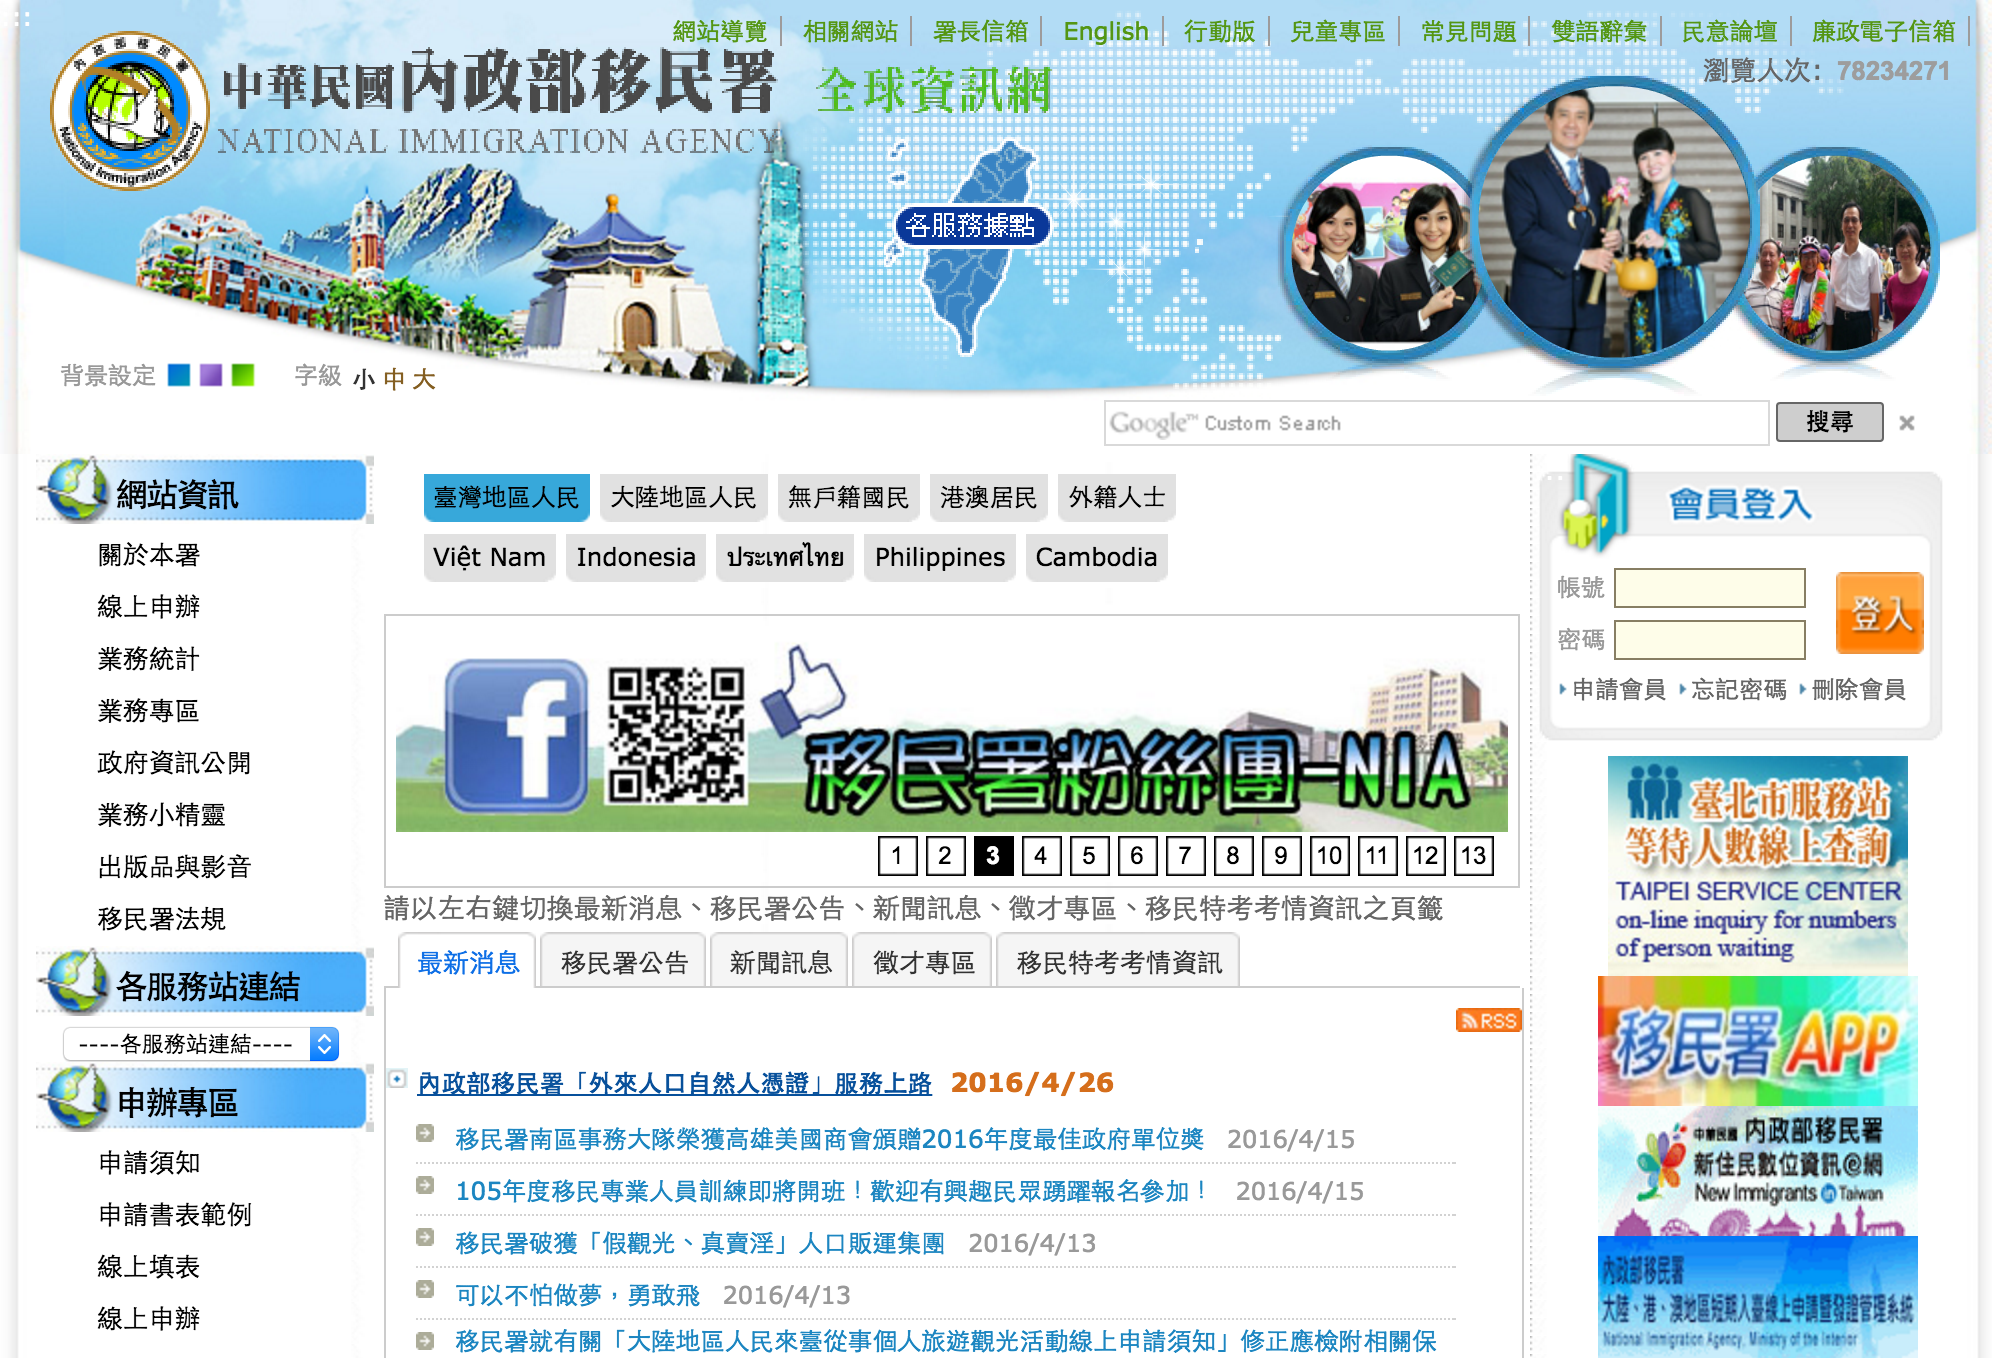 網站導覽 相關網站 署長信箱 English 行動版 兒童專區 常見問題 雙語辭彙 民意論壇 廉政電子信箱
瀏覽人次：78234271
內政部移民署
National Immigration Agency
中華民國內政部移民署 全球資訊網
NATIONAL IMMIGRATION AGENCY
各服務據點
背景設定 字級 小 中 大
Google™ Custom Search 搜尋 ×
網站資訊
關於本署
線上申辦
業務統計
業務專區
政府資訊公開
業務小精靈
出版品與影音
移民署法規
各服務站連結
----各服務站連結----
申辦專區
申請須知
申請書表範例
線上填表
線上申辦
臺灣地區人民 大陸地區人民 無戶籍國民 港澳居民 外籍人士
Việt Nam Indonesia ประเทศไทย Philippines Cambodia
f
移民署粉絲團-NIA
1 2 3 4 5 6 7 8 9 10 11 12 13
請以左右鍵切換最新消息、移民署公告、新聞訊息、徵才專區、移民特考考情資訊之頁籤
最新消息 移民署公告 新聞訊息 徵才專區 移民特考考情資訊
RSS
內政部移民署「外來人口自然人憑證」服務上路 2016/4/26
移民署南區事務大隊榮獲高雄美國商會頒贈2016年度最佳政府單位獎 2016/4/15
105年度移民專業人員訓練即將開班！歡迎有興趣民眾踴躍報名參加！ 2016/4/15
移民署破獲「假觀光、真賣淫」人口販運集團 2016/4/13
可以不怕做夢，勇敢飛 2016/4/13
移民署就有關「大陸地區人民來臺從事個人旅遊觀光活動線上申請須知」修正應檢附相關保
會員登入
帳號
密碼
登入
申請會員 忘記密碼 刪除會員
臺北市服務站
等待人數線上查詢
TAIPEI SERVICE CENTER
on-line inquiry for numbers
of person waiting
移民署APP
中華民國 內政部移民署
新住民數位資訊e網
New Immigrants in Taiwan
內政部移民署
大陸、港、澳地區短期入臺線上申請暨發證管理系統
National Immigration Agency, Ministry of the Interior